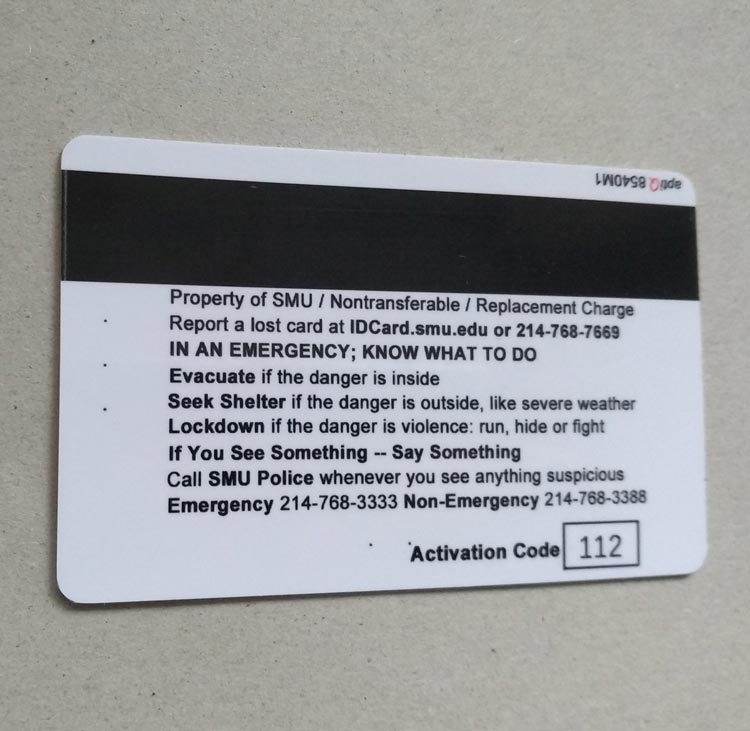 aptiQ 8540M1
Property of SMU / Nontransferable / Replacement Charge
Report a lost card at IDCard.smu.edu or 214-768-7669
IN AN EMERGENCY; KNOW WHAT TO DO
Evacuate if the danger is inside
Seek Shelter if the danger is outside, like severe weather
Lockdown if the danger is violence: run, hide or fight
If You See Something -- Say Something
Call SMU Police whenever you see anything suspicious
Emergency 214-768-3333 Non-Emergency 214-768-3388
Activation Code 112